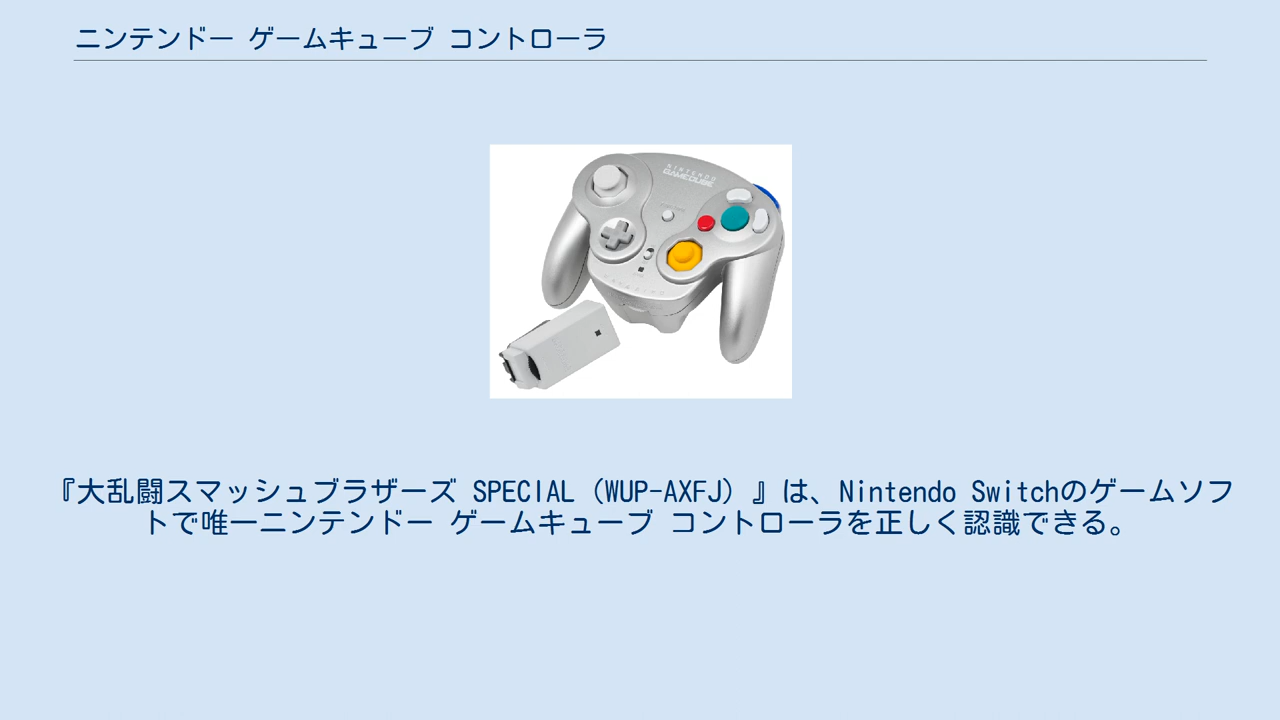 ニンテンドー ゲームキューブ コントローラ
NINTENDO
GAMECUBE
『大乱闘スマッシュブラザーズ SPECIAL（WUP-AXFJ）』は、Nintendo Switchのゲームソフ
トで唯一ニンテンドー ゲームキューブ コントローラを正しく認識できる。